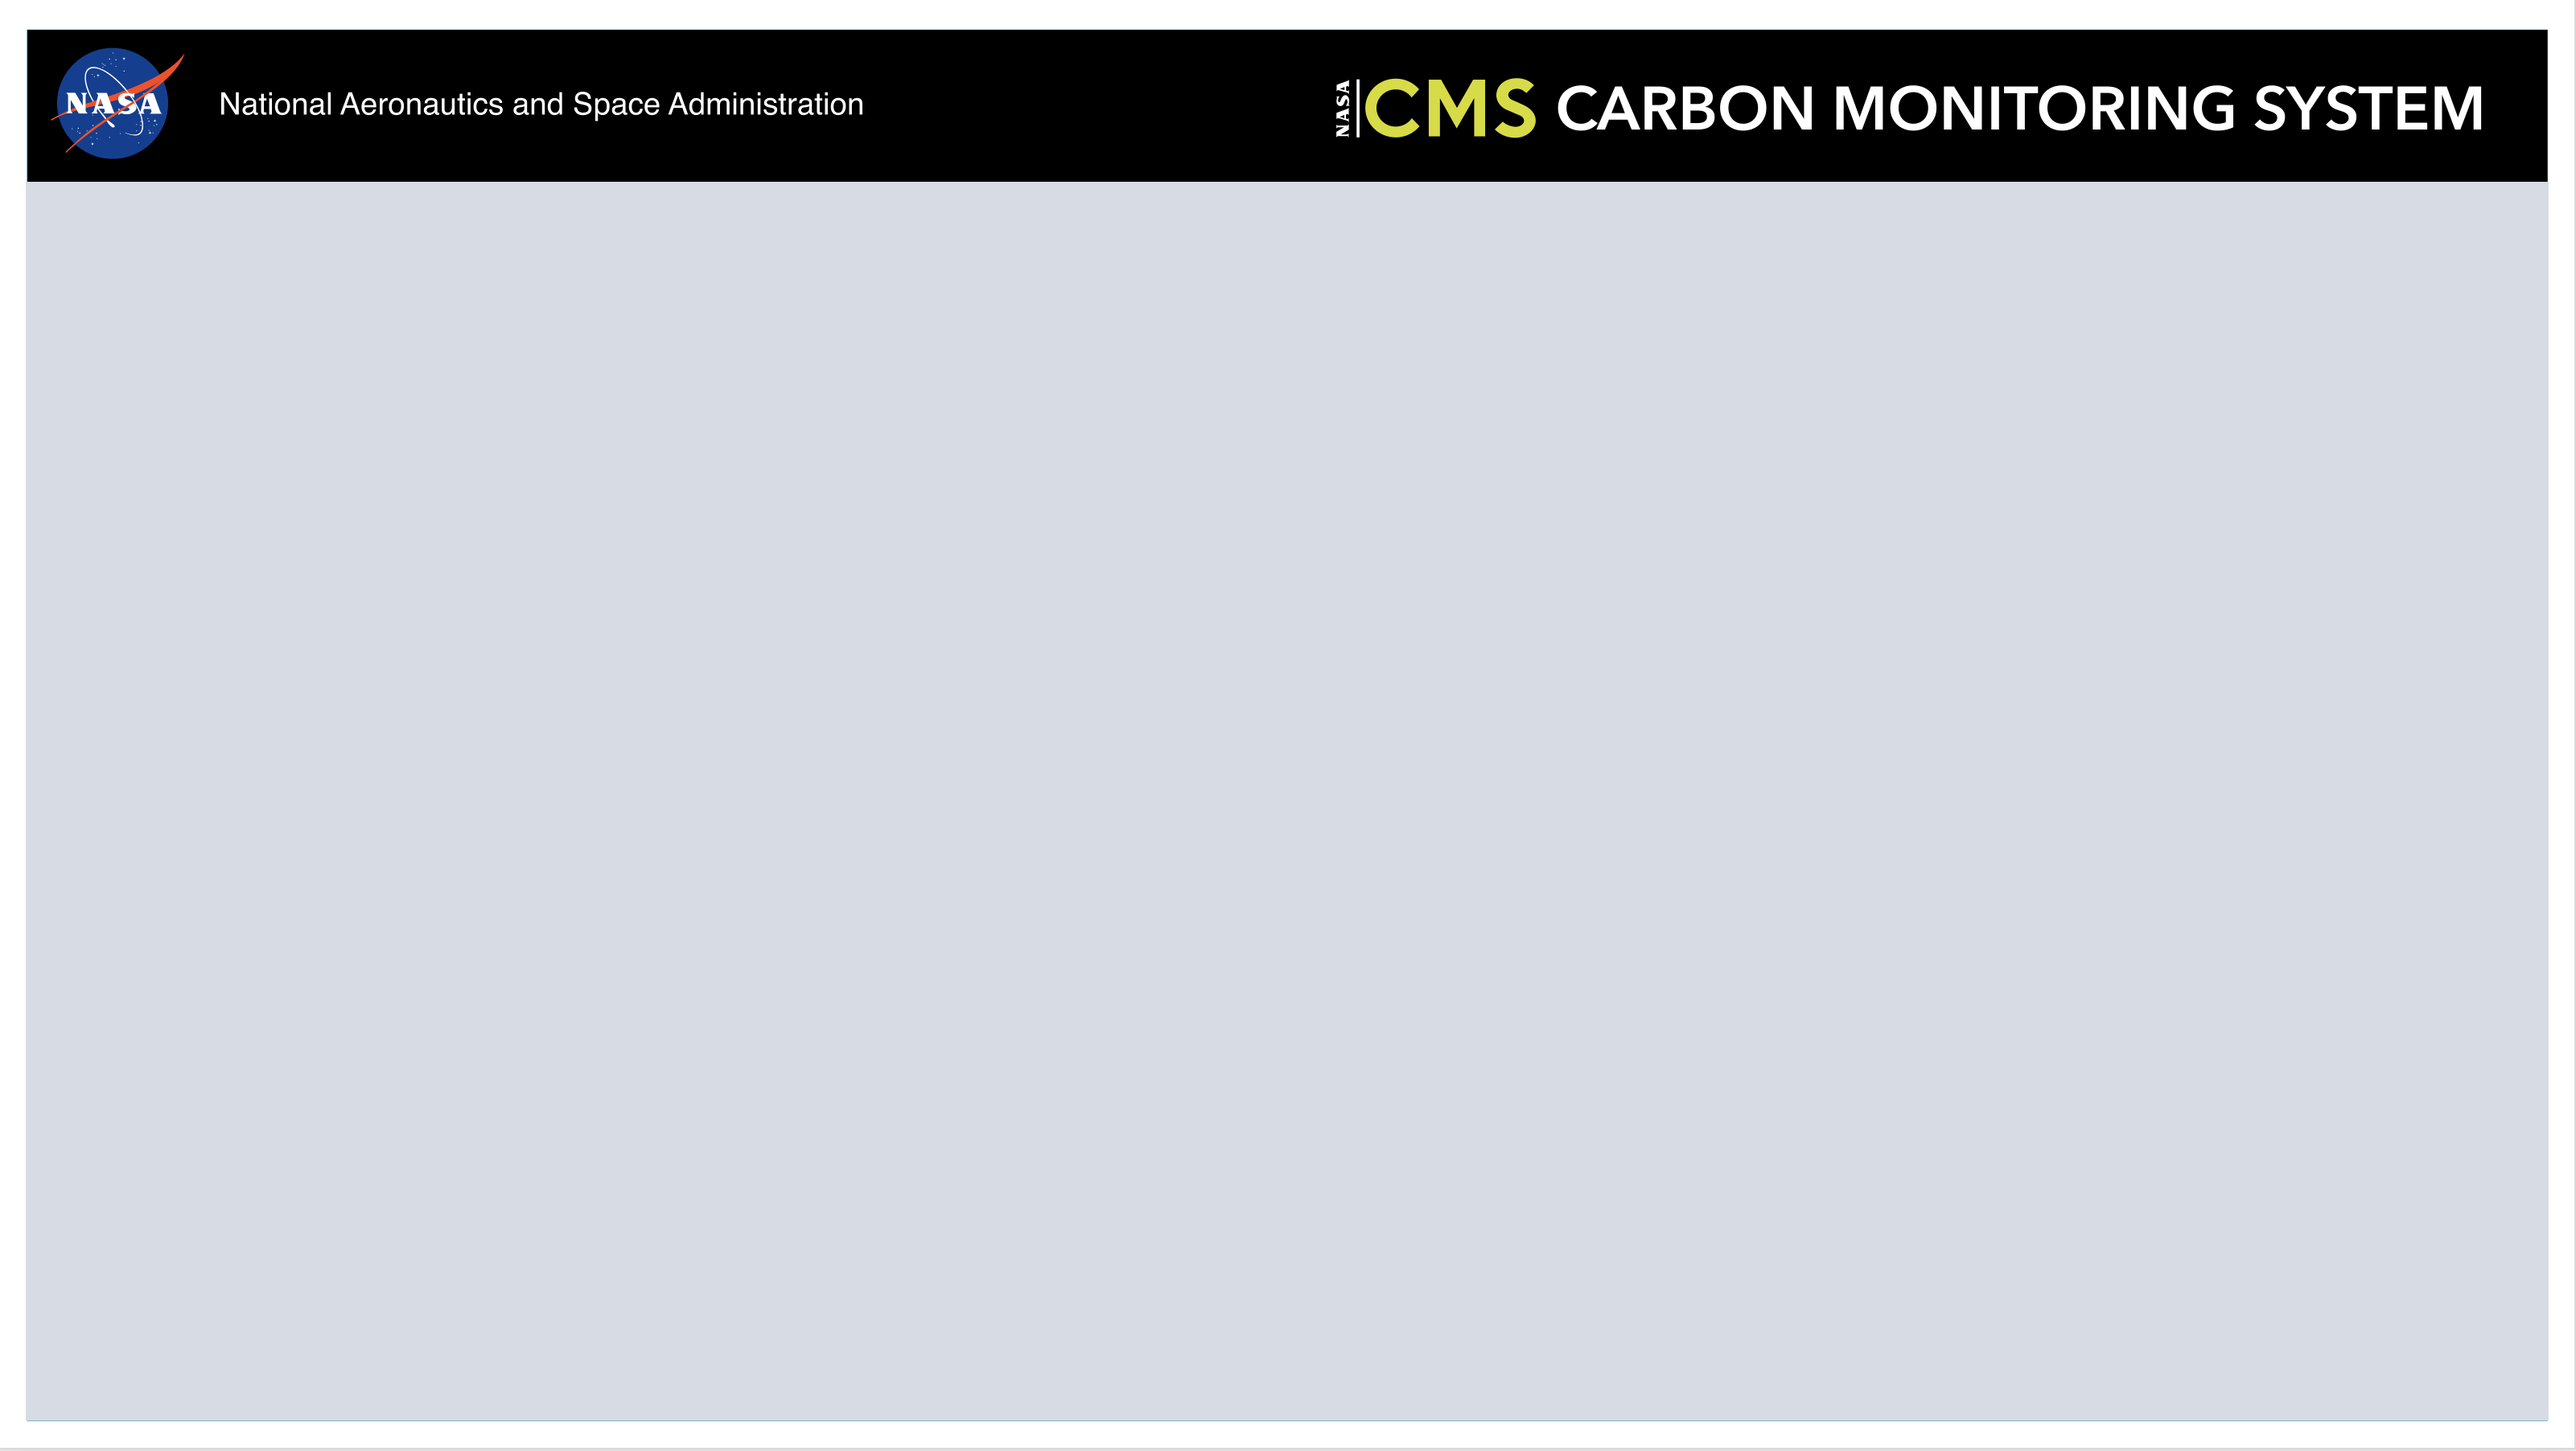 NASA National Aeronautics and Space Administration
NASA CMS CARBON MONITORING SYSTEM